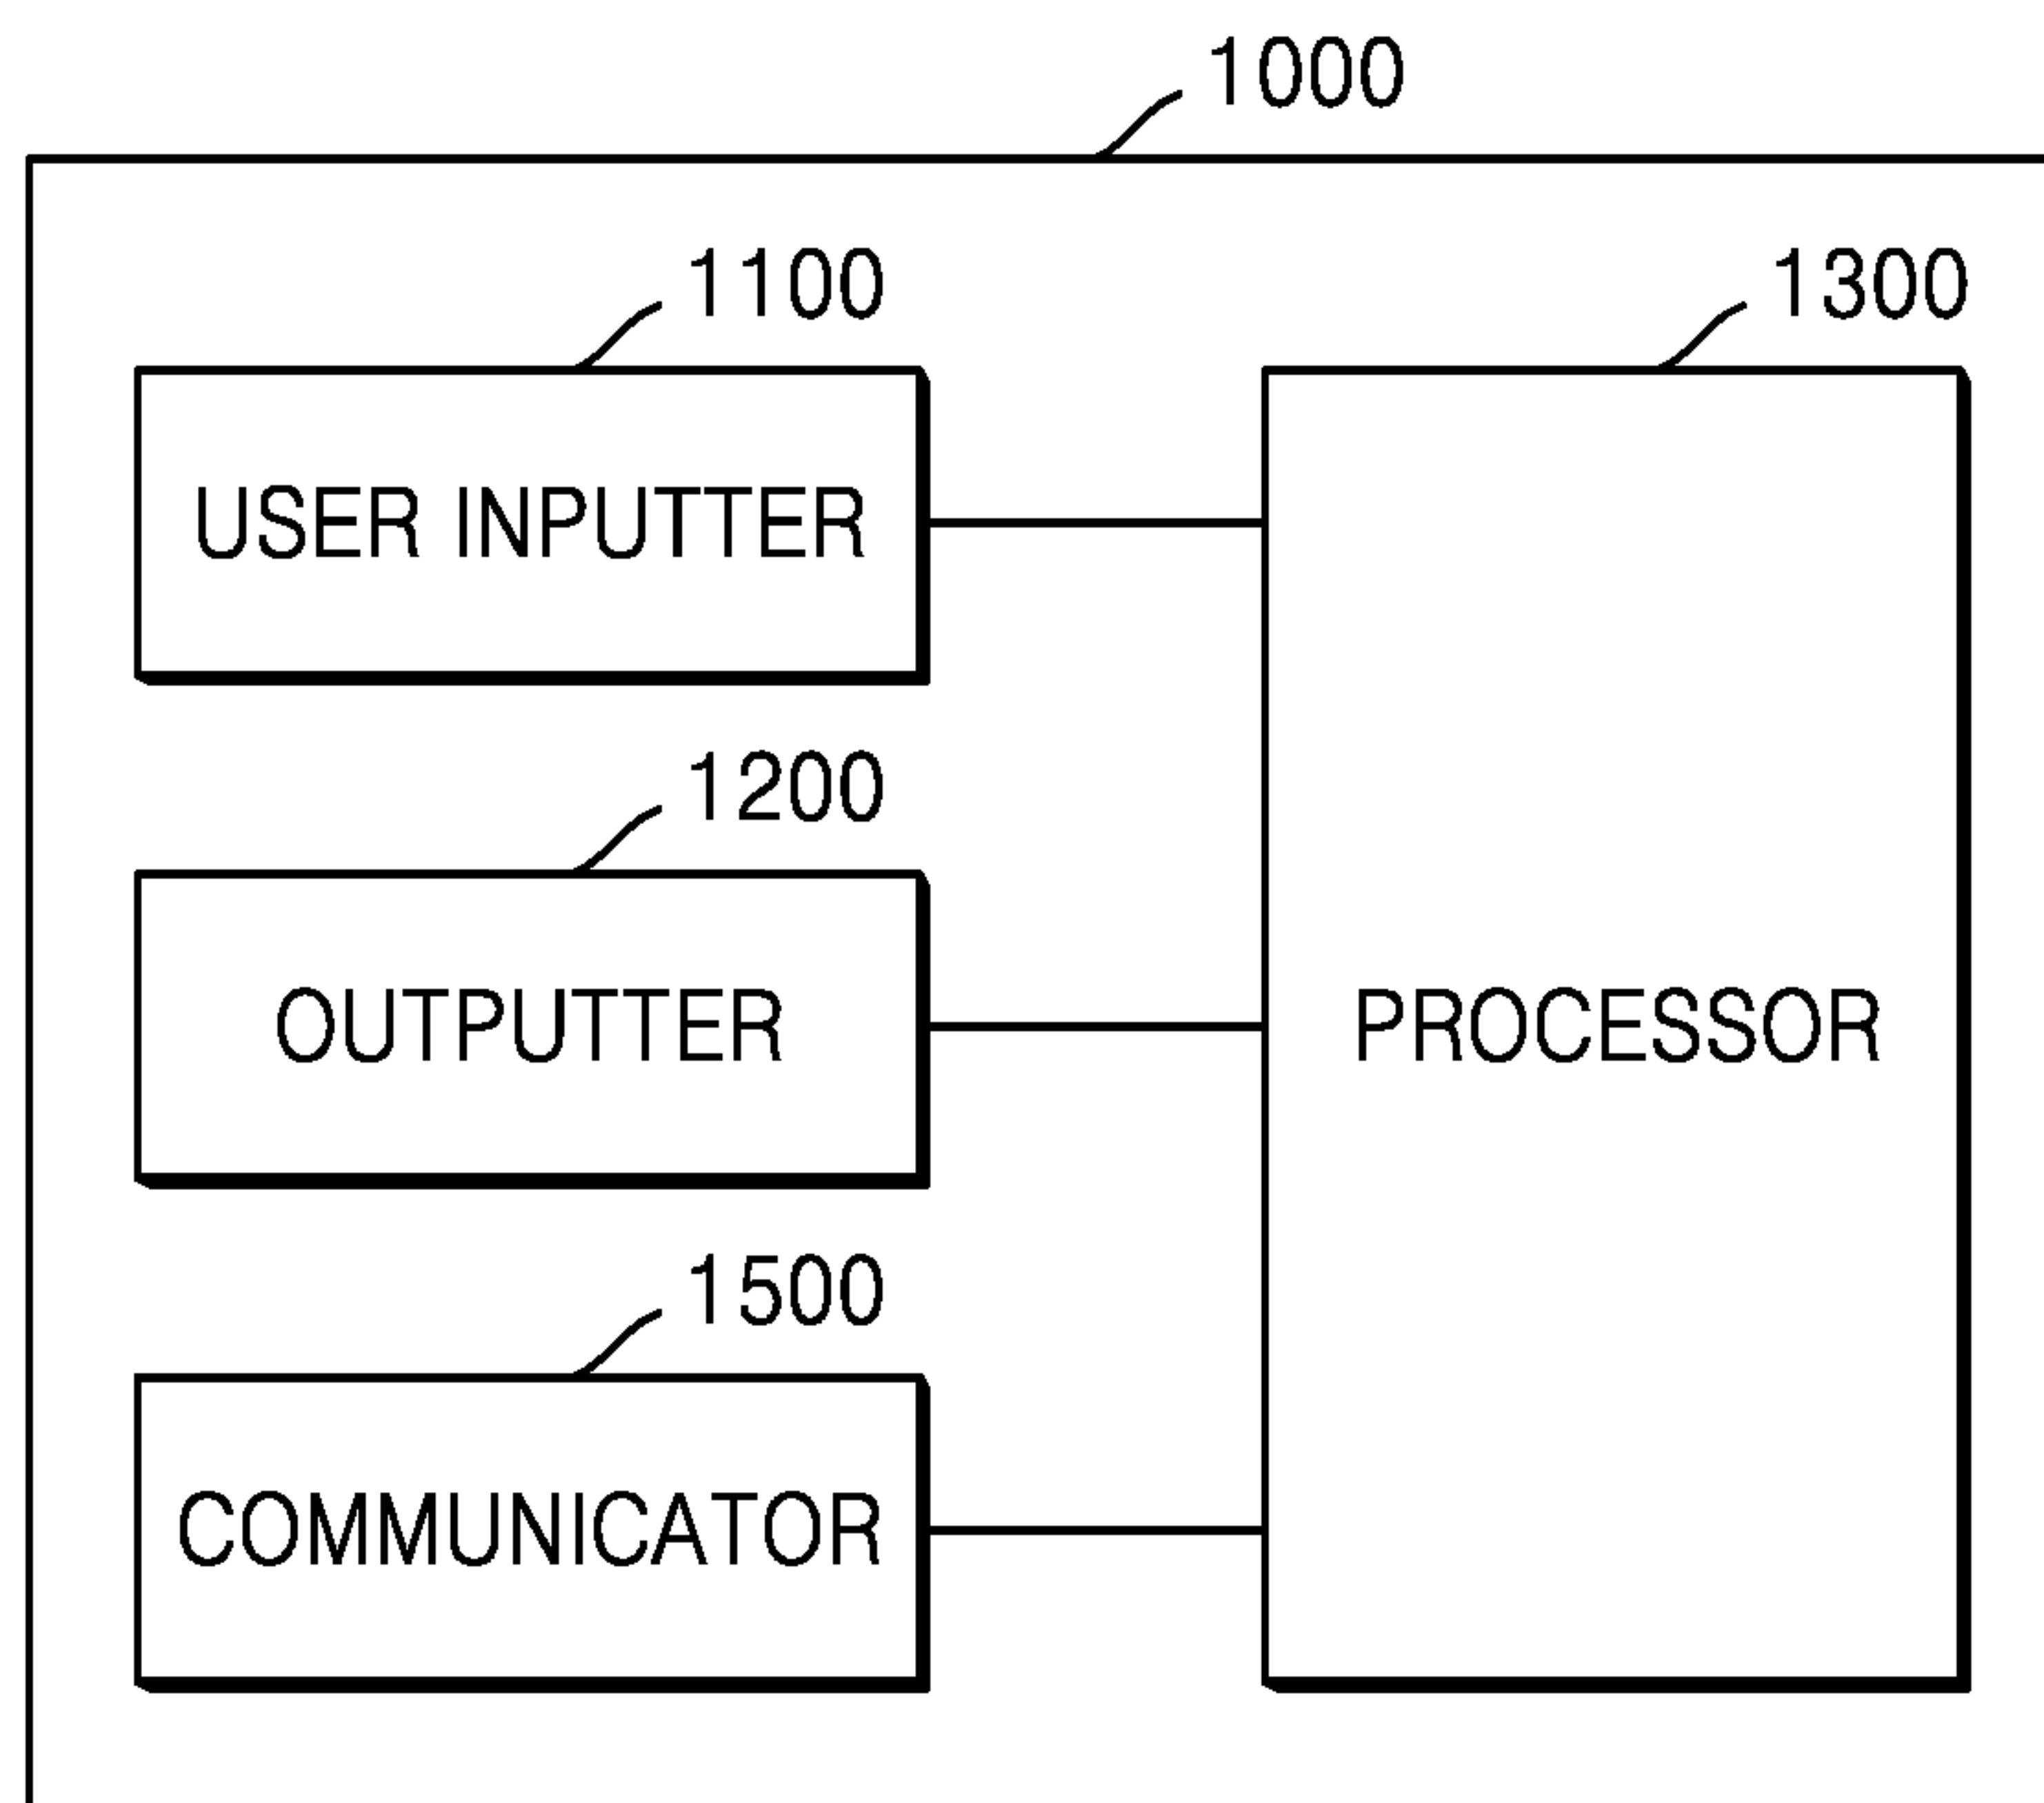 1000
1100
1300
USER INPUTTER
1200
OUTPUTTER
PROCESSOR
1500
COMMUNICATOR